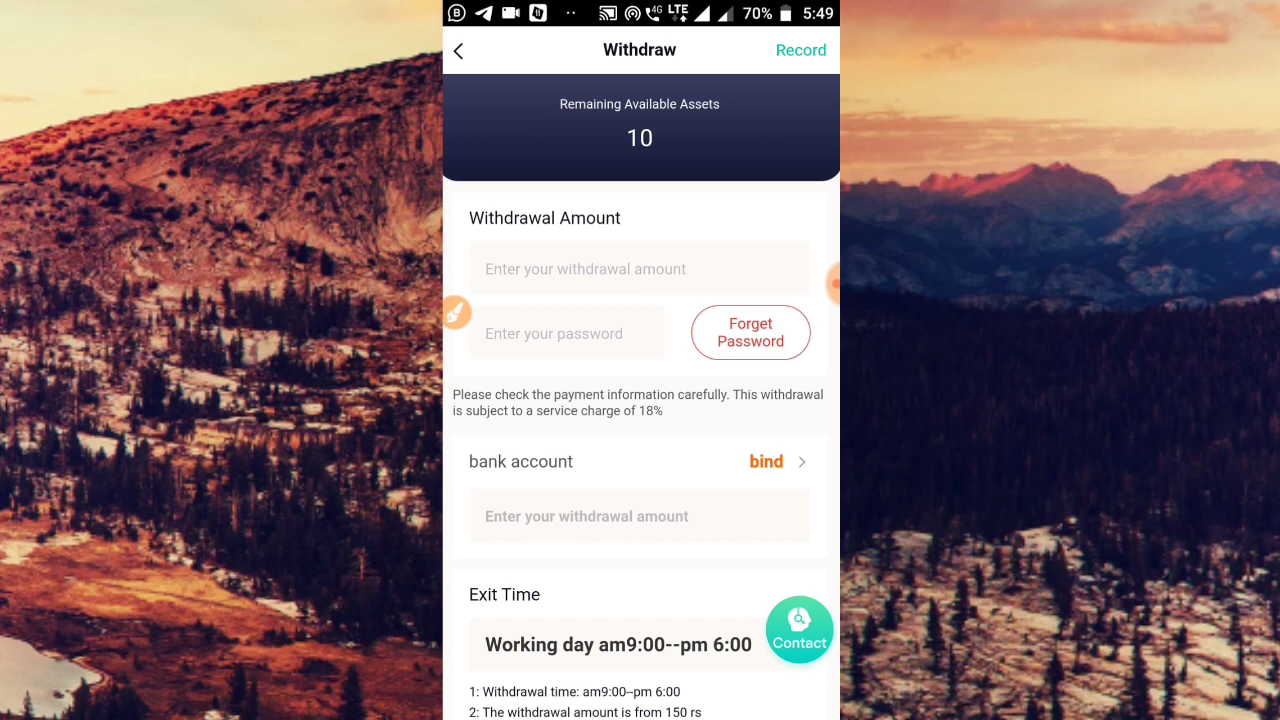 4G LTE 70% 5:49
Withdraw Record
Remaining Available Assets
10
Withdrawal Amount
Enter your withdrawal amount
Enter your password
Forget
Password
Please check the payment information carefully. This withdrawal
is subject to a service charge of 18%
bank account bind
Enter your withdrawal amount
Exit Time
Working day am9:00--pm 6:00
Contact
1: Withdrawal time: am9:00--pm 6:00
2: The withdrawal amount is from 150 rs